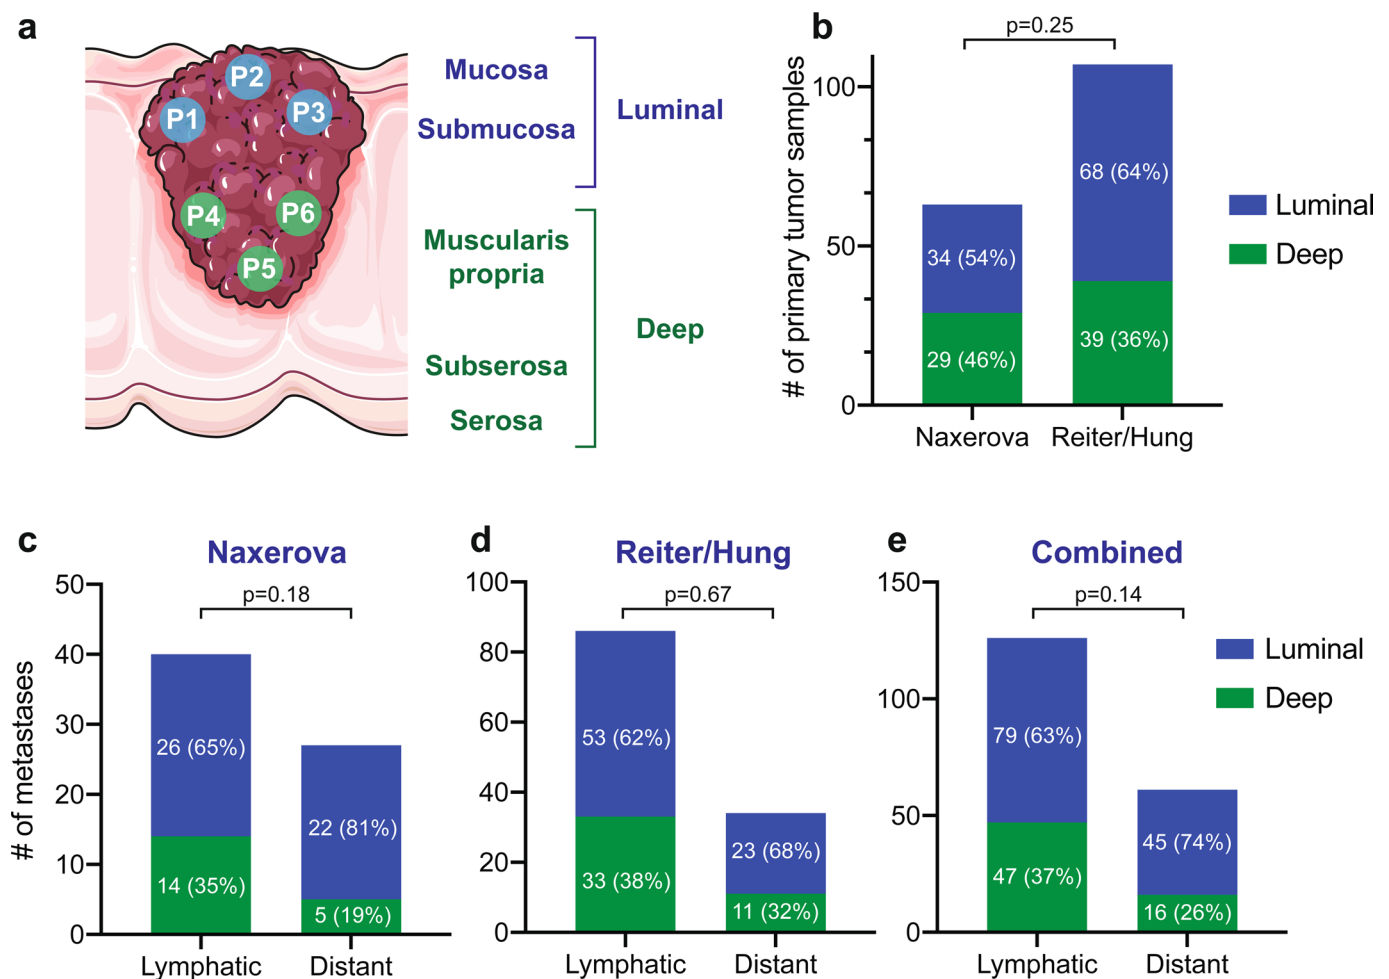 a
P2
P1
P3
P4
P6
P5
Mucosa
Submucosa
Luminal
Muscularis
propria
Subserosa
Serosa
Deep
b
p=0.25
# of primary tumor samples
100
50
0
68 (64%)
34 (54%)
29 (46%)
39 (36%)
Naxerova
Reiter/Hung
Luminal
Deep
c
Naxerova
p=0.18
# of metastases
50
40
30
20
10
0
26 (65%)
14 (35%)
22 (81%)
5 (19%)
Lymphatic
Distant
d
Reiter/Hung
p=0.67
100
80
60
40
20
0
53 (62%)
33 (38%)
23 (68%)
11 (32%)
Lymphatic
Distant
e
Combined
p=0.14
150
100
50
0
79 (63%)
47 (37%)
45 (74%)
16 (26%)
Lymphatic
Distant
Luminal
Deep